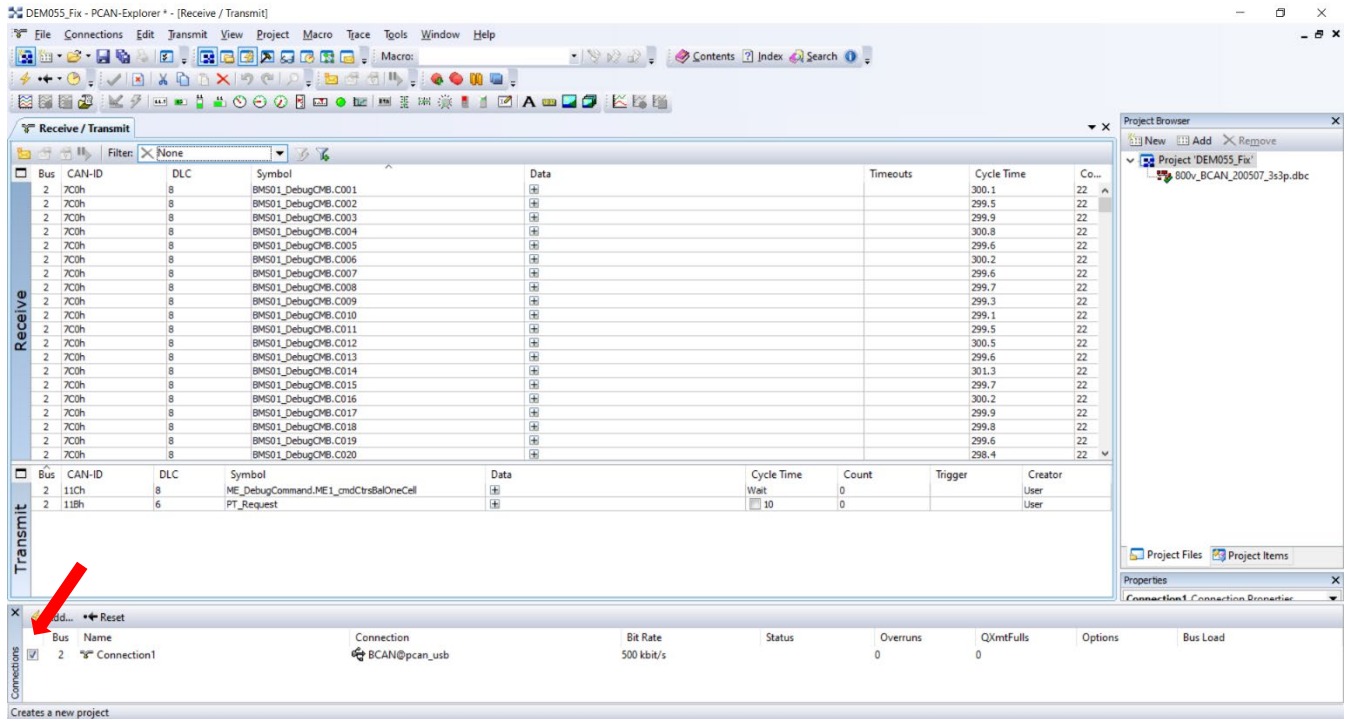 DEM055_Fix - PCAN-Explorer * - [Receive / Transmit]
File Connections Edit Transmit View Project Macro Trace Tools Window Help
Macro: Contents Index Search
Receive / Transmit
Filter: None
Bus CAN-ID DLC Symbol Data Timeouts Cycle Time Co...
2 7C0h 8 BMS01_DebugCMB.C001 300.1 22
2 7C0h 8 BMS01_DebugCMB.C002 299.5 22
2 7C0h 8 BMS01_DebugCMB.C003 299.9 22
2 7C0h 8 BMS01_DebugCMB.C004 300.8 22
2 7C0h 8 BMS01_DebugCMB.C005 299.6 22
2 7C0h 8 BMS01_DebugCMB.C006 300.2 22
2 7C0h 8 BMS01_DebugCMB.C007 299.6 22
2 7C0h 8 BMS01_DebugCMB.C008 299.7 22
2 7C0h 8 BMS01_DebugCMB.C009 299.3 22
2 7C0h 8 BMS01_DebugCMB.C010 299.1 22
2 7C0h 8 BMS01_DebugCMB.C011 299.5 22
2 7C0h 8 BMS01_DebugCMB.C012 300.5 22
2 7C0h 8 BMS01_DebugCMB.C013 299.6 22
2 7C0h 8 BMS01_DebugCMB.C014 301.3 22
2 7C0h 8 BMS01_DebugCMB.C015 299.7 22
2 7C0h 8 BMS01_DebugCMB.C016 300.2 22
2 7C0h 8 BMS01_DebugCMB.C017 299.9 22
2 7C0h 8 BMS01_DebugCMB.C018 299.8 22
2 7C0h 8 BMS01_DebugCMB.C019 299.6 22
2 7C0h 8 BMS01_DebugCMB.C020 298.4 22
Receive
Bus CAN-ID DLC Symbol Data Cycle Time Count Trigger Creator
2 11Ch 8 ME_DebugCommand.ME1_cmdCtrsBalOneCell Wait 0 User
2 11Bh 6 PT_Request 10 0 User
Transmit
Project Browser
New Add Remove
Project 'DEM055_Fix'
800v_BCAN_200507_3s3p.dbc
Project Files Project Items
Properties
Connection1 Connection Properties
Reset
Bus Name Connection Bit Rate Status Overruns QXmtFulls Options Bus Load
2 Connection1 BCAN@pcan_usb 500 kbit/s 0 0
Connections
Creates a new project